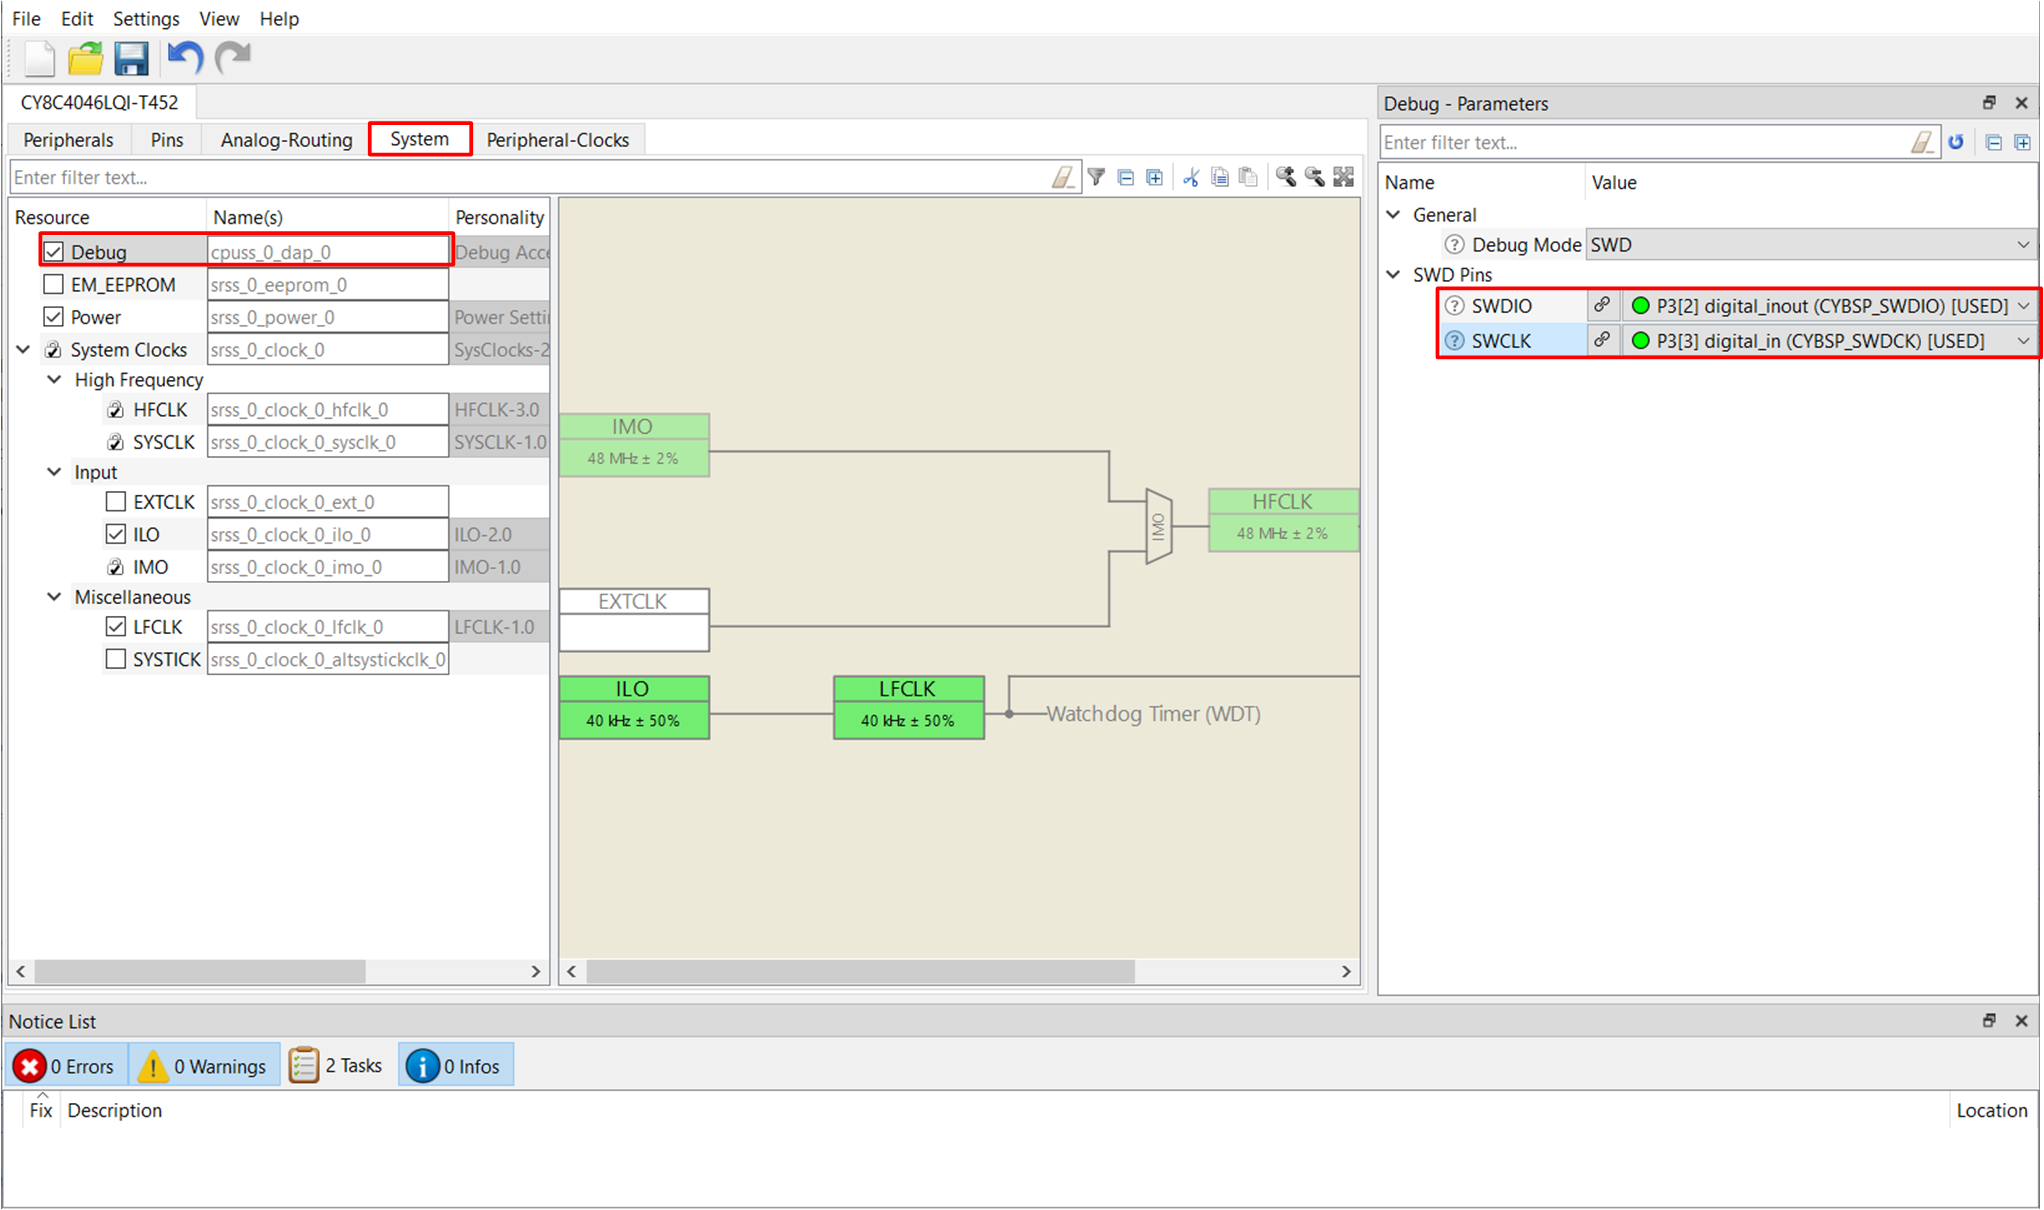 File Edit Settings View Help
CY8C4046LQI-T452
Peripherals Pins Analog-Routing System Peripheral-Clocks
Enter filter text...
Resource Name(s) Personality
Debug cpuss_0_dap_0 Debug Acce
EM_EEPROM srss_0_eeprom_0
Power srss_0_power_0 Power Setti
System Clocks srss_0_clock_0 SysClocks-2
High Frequency
HFCLK srss_0_clock_0_hfclk_0 HFCLK-3.0
SYSCLK srss_0_clock_0_sysclk_0 SYSCLK-1.0
Input
EXTCLK srss_0_clock_0_ext_0
ILO srss_0_clock_0_ilo_0 ILO-2.0
IMO srss_0_clock_0_imo_0 IMO-1.0
Miscellaneous
LFCLK srss_0_clock_0_lfclk_0 LFCLK-1.0
SYSTICK srss_0_clock_0_altsystickclk_0
IMO
48 MHz ± 2%
IMO
HFCLK
48 MHz ± 2%
EXTCLK
ILO
40 kHz ± 50%
LFCLK
40 kHz ± 50%
Watchdog Timer (WDT)
Debug - Parameters
Enter filter text...
Name Value
General
? Debug Mode SWD
SWD Pins
? SWDIO P3[2] digital_inout (CYBSP_SWDIO) [USED]
? SWCLK P3[3] digital_in (CYBSP_SWDCK) [USED]
Notice List
0 Errors 0 Warnings 2 Tasks 0 Infos
Fix Description Location